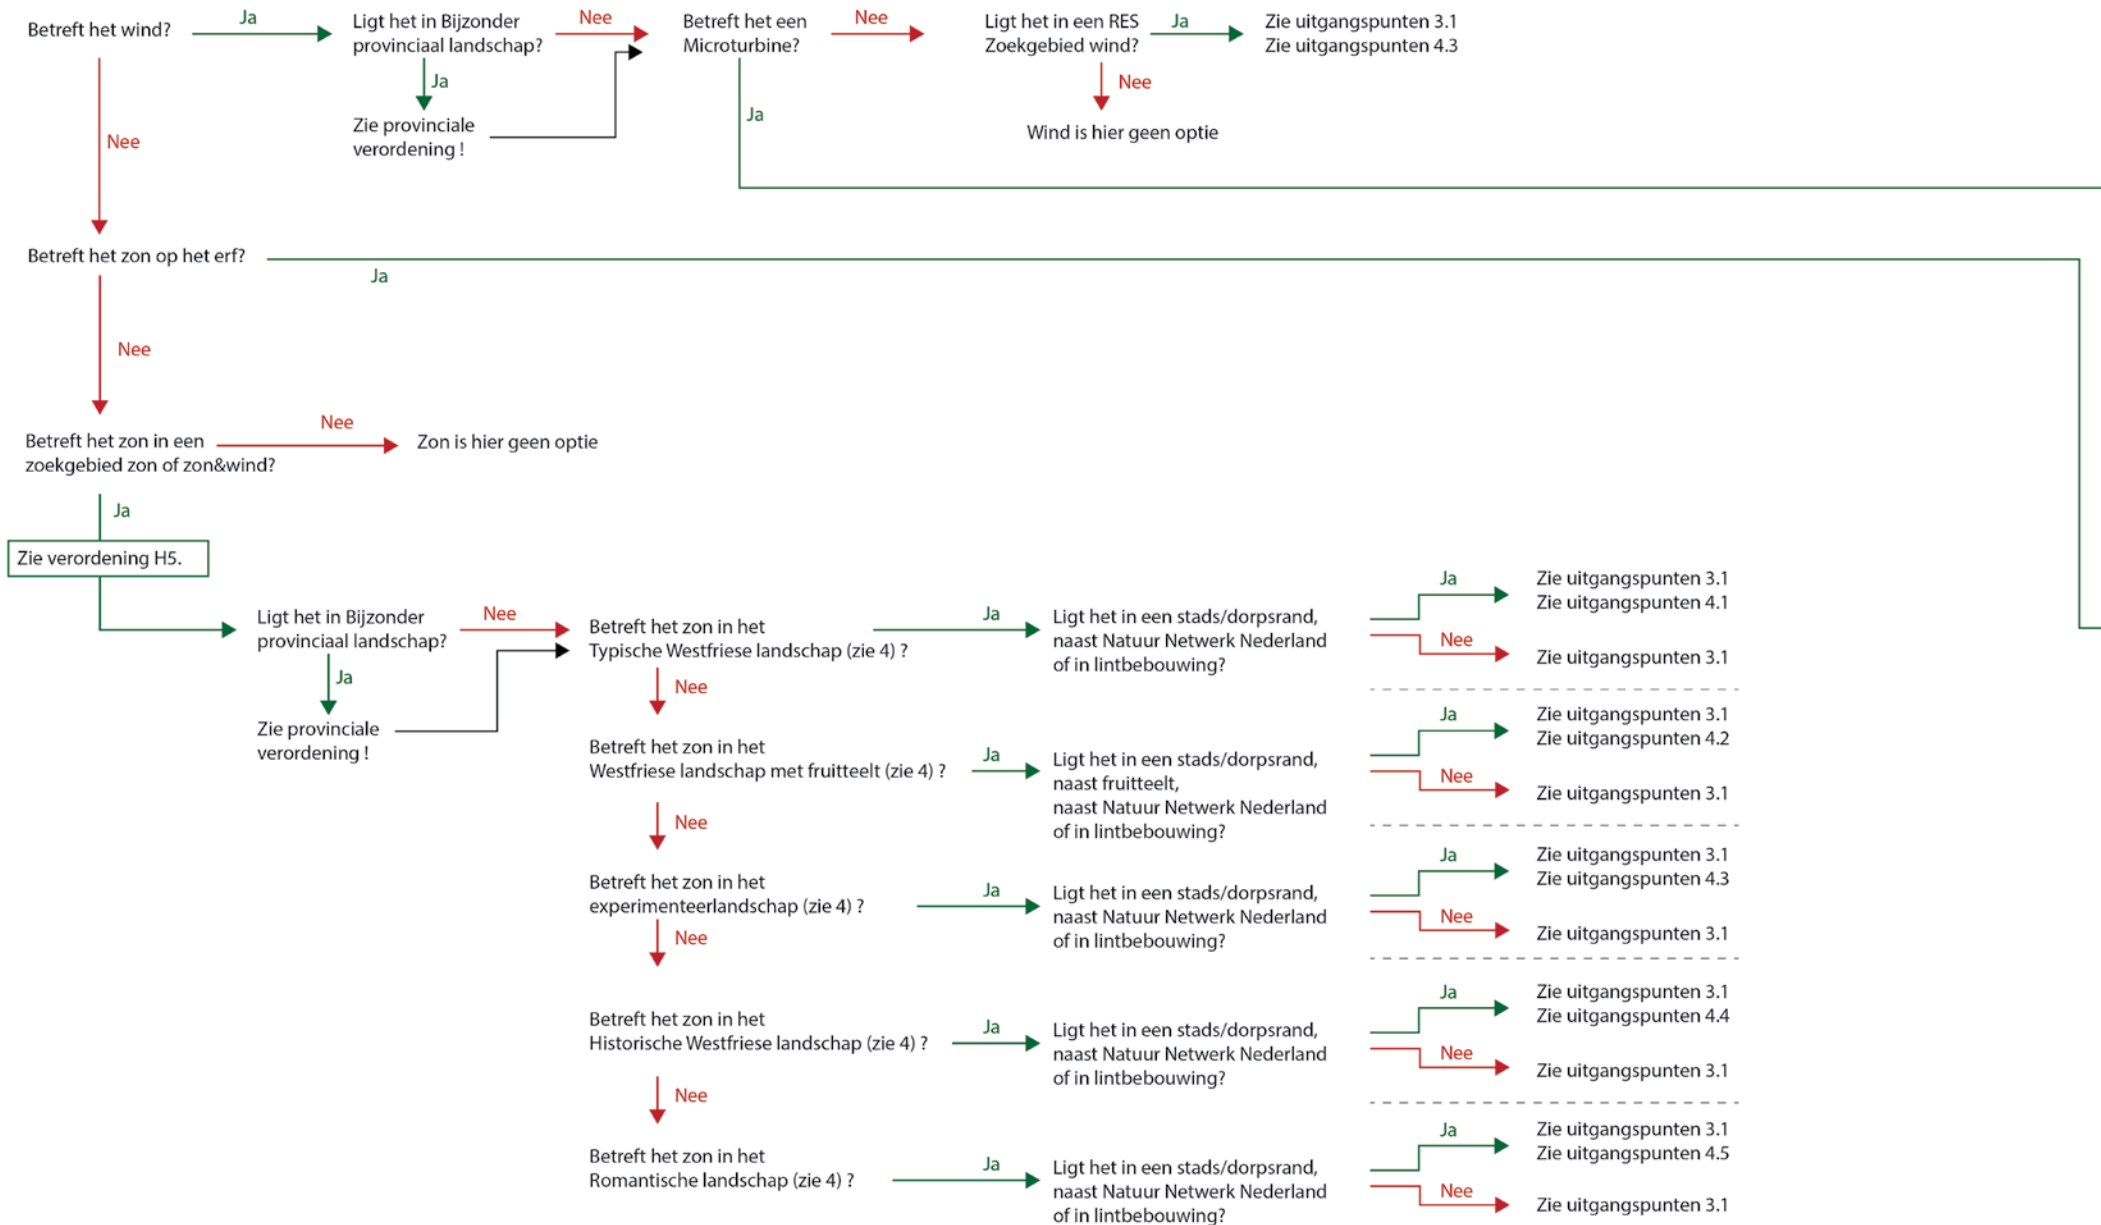 Betreft het wind?
Ja
Ligt het in Bijzonder
provinciaal landschap?
Nee
Betreft het een
Microturbine?
Nee
Ligt het in een RES
Zoekgebied wind?
Ja
Zie uitgangspunten 3.1
Zie uitgangspunten 4.3
Ja
Nee
Zie provinciale
verordening !
Ja
Wind is hier geen optie
Nee
Betreft het zon op het erf?
Ja
Nee
Betreft het zon in een
zoekgebied zon of zon&wind?
Nee
Zon is hier geen optie
Ja
Zie verordening H5.
Ligt het in Bijzonder
provinciaal landschap?
Nee
Ja
Zie provinciale
verordening !
Betreft het zon in het
Typische Westfriese landschap (zie 4) ?
Ja
Ligt het in een stads/dorpsrand,
naast Natuur Netwerk Nederland
of in lintbebouwing?
Ja
Zie uitgangspunten 3.1
Zie uitgangspunten 4.1
Nee
Zie uitgangspunten 3.1
Nee
Betreft het zon in het
Westfriese landschap met fruitteelt (zie 4) ?
Ja
Ligt het in een stads/dorpsrand,
naast fruitteelt,
naast Natuur Netwerk Nederland
of in lintbebouwing?
Ja
Zie uitgangspunten 3.1
Zie uitgangspunten 4.2
Nee
Zie uitgangspunten 3.1
Nee
Betreft het zon in het
experimenteerlandschap (zie 4) ?
Ja
Ligt het in een stads/dorpsrand,
naast Natuur Netwerk Nederland
of in lintbebouwing?
Ja
Zie uitgangspunten 3.1
Zie uitgangspunten 4.3
Nee
Zie uitgangspunten 3.1
Nee
Betreft het zon in het
Historische Westfriese landschap (zie 4) ?
Ja
Ligt het in een stads/dorpsrand,
naast Natuur Netwerk Nederland
of in lintbebouwing?
Ja
Zie uitgangspunten 3.1
Zie uitgangspunten 4.4
Nee
Zie uitgangspunten 3.1
Nee
Betreft het zon in het
Romantische landschap (zie 4) ?
Ja
Ligt het in een stads/dorpsrand,
naast Natuur Netwerk Nederland
of in lintbebouwing?
Ja
Zie uitgangspunten 3.1
Zie uitgangspunten 4.5
Nee
Zie uitgangspunten 3.1